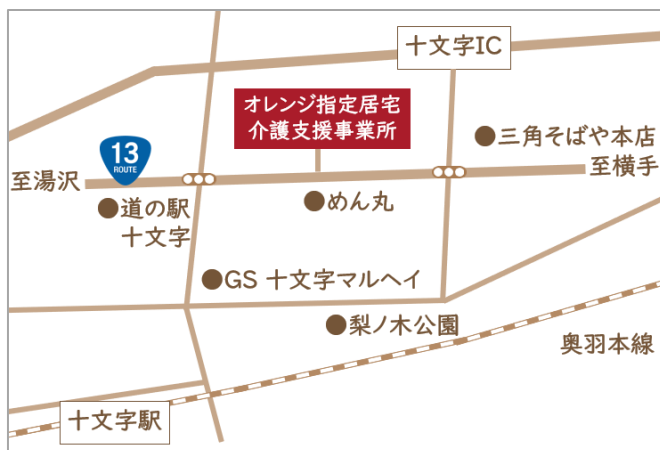 十文字IC
オレンジ指定居宅
介護支援事業所
三角そばや本店
13
ROUTE
至湯沢
至横手
道の駅
十文字
めん丸
GS 十文字マルヘイ
梨ノ木公園
奥羽本線
十文字駅